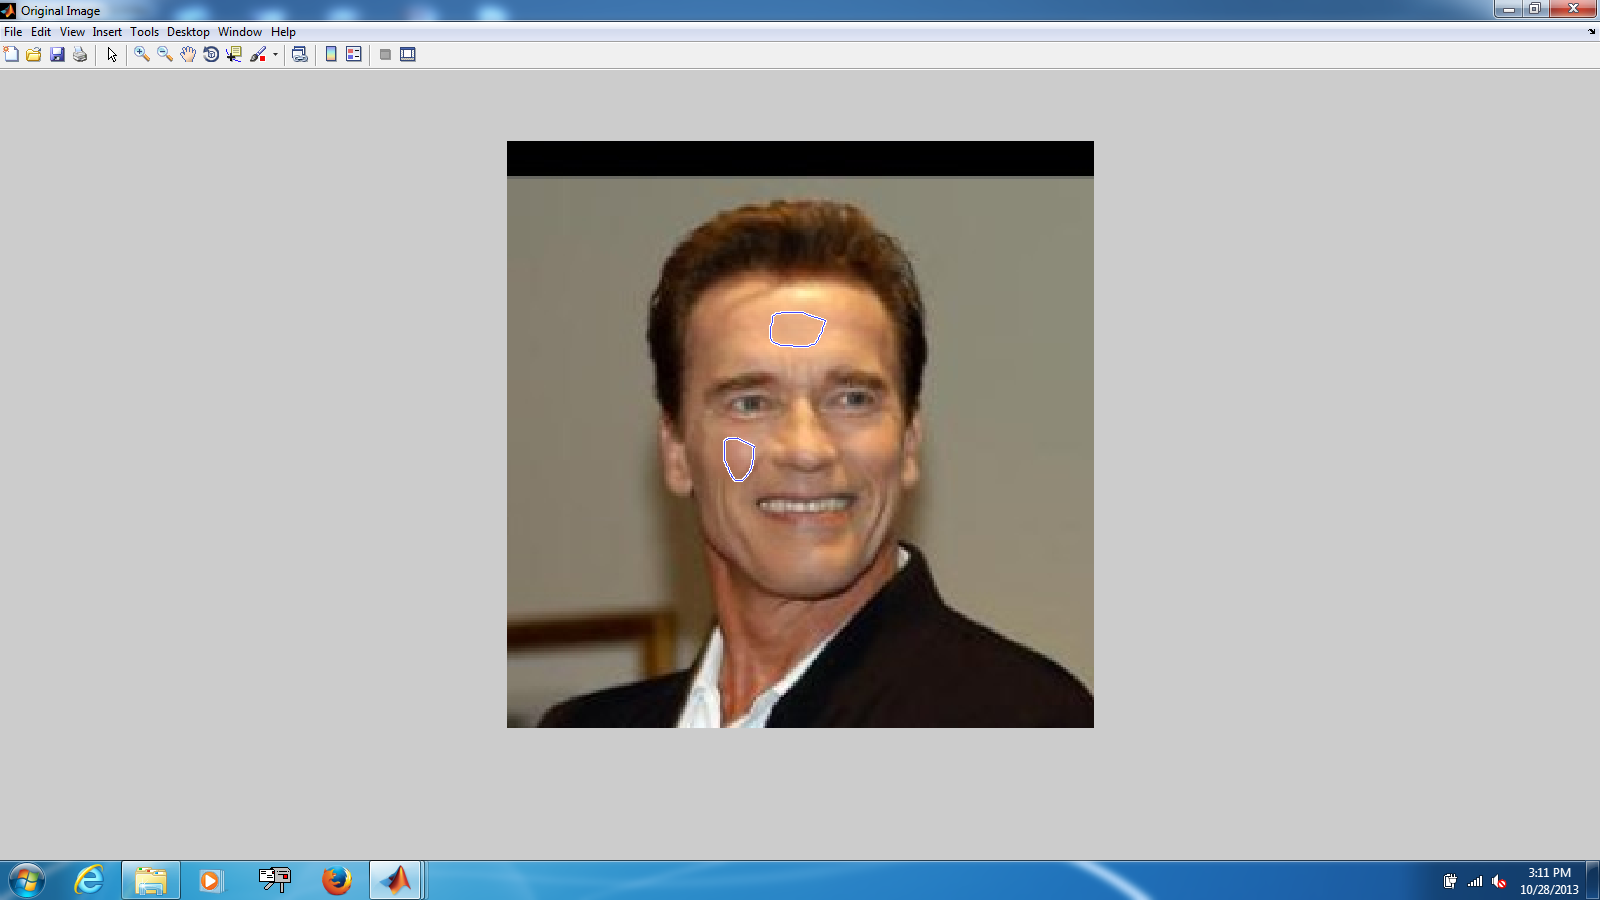 Original Image
File Edit View Insert Tools Desktop Window Help
3:11 PM
10/28/2013